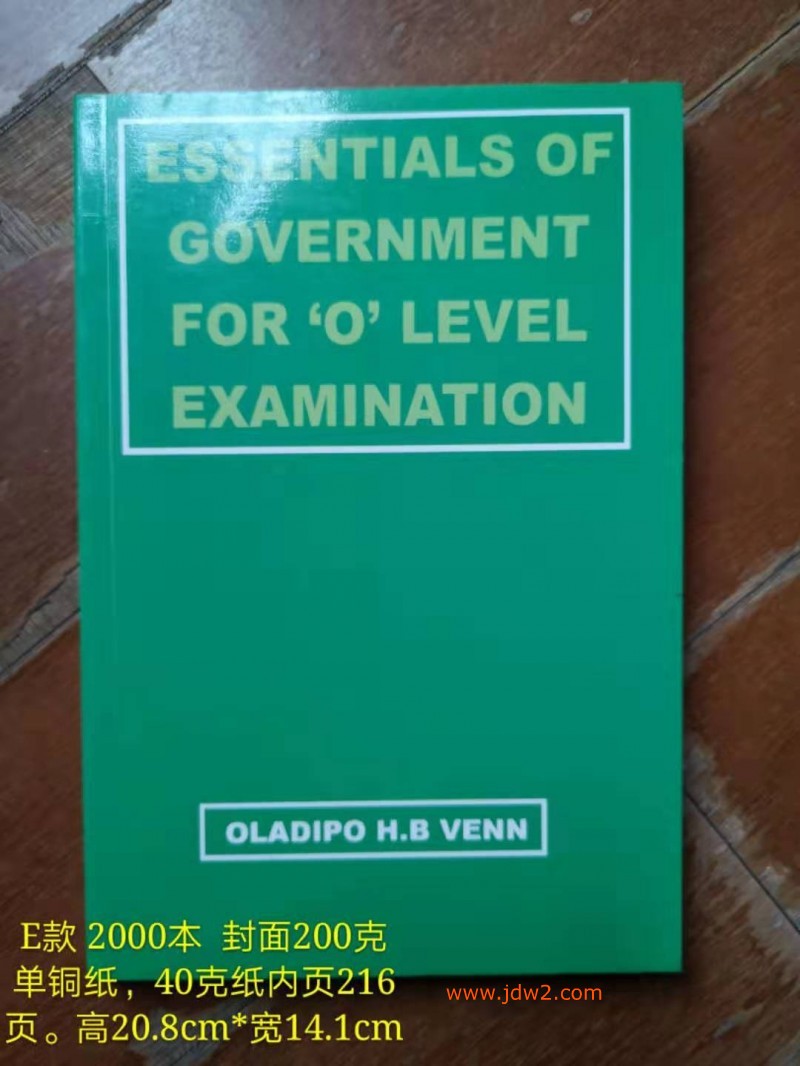 ESSENTIALS OF
GOVERNMENT
FOR ‘O’ LEVEL
EXAMINATION
OLADIPO H.B VENN
E款 2000本 封面200克
单铜纸，40克纸内页216
页。高20.8cm*宽14.1cm
www.jdw2.com